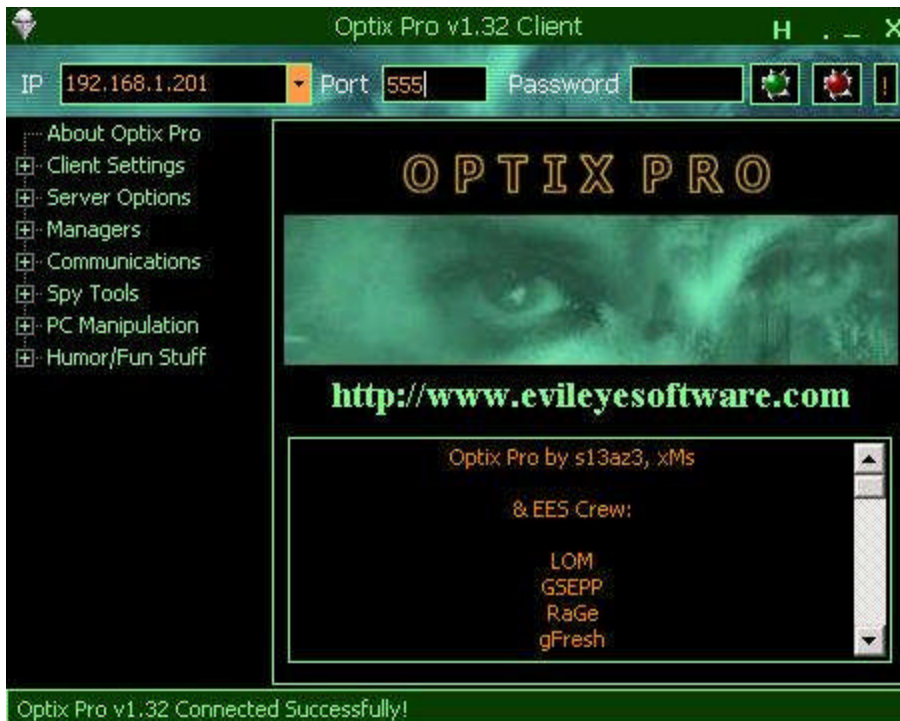 Optix Pro v1.32 Client H . _ X
IP 192.168.1.201 Port 555 Password !
About Optix Pro
Client Settings
Server Options
Managers
Communications
Spy Tools
PC Manipulation
Humor/Fun Stuff
OPTIX PRO
http://www.evileyesoftware.com
Optix Pro by s13az3, xMs
& EES Crew:
LOM
GSEPP
RaGe
gFresh
Optix Pro v1.32 Connected Successfully!